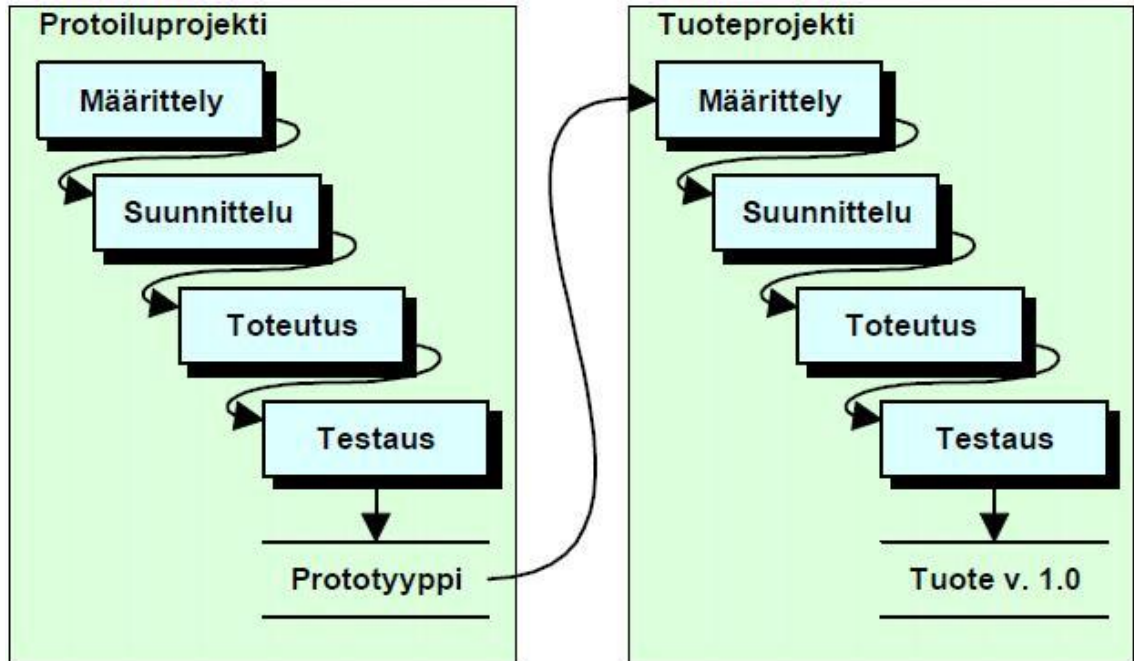 Protoiluprojekti
Määrittely
Suunnittelu
Toteutus
Testaus
Prototyyppi
Tuoteprojekti
Määrittely
Suunnittelu
Toteutus
Testaus
Tuote v. 1.0